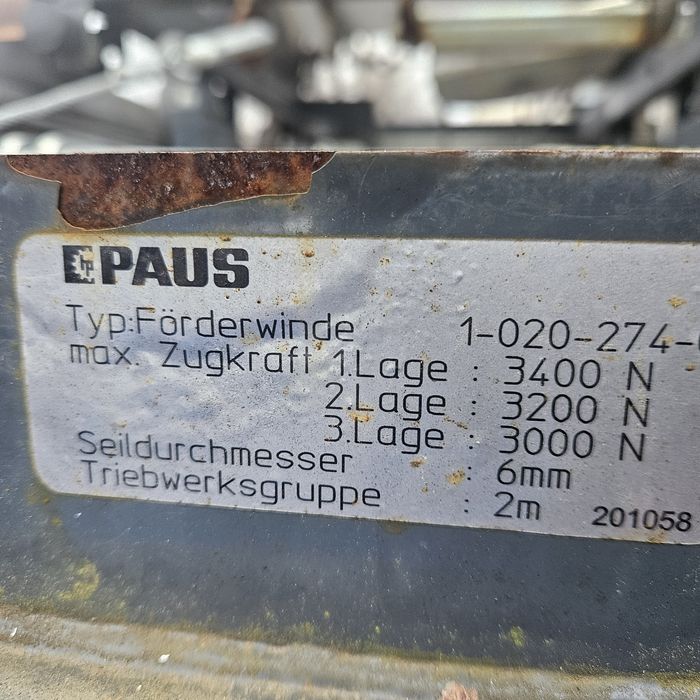 PAUS
Typ:Förderwinde 1-020-274-
max. Zugkraft 1.Lage : 3400 N
2.Lage : 3200 N
3.Lage : 3000 N
Seildurchmesser : 6mm
Triebwerksgruppe : 2m
201058